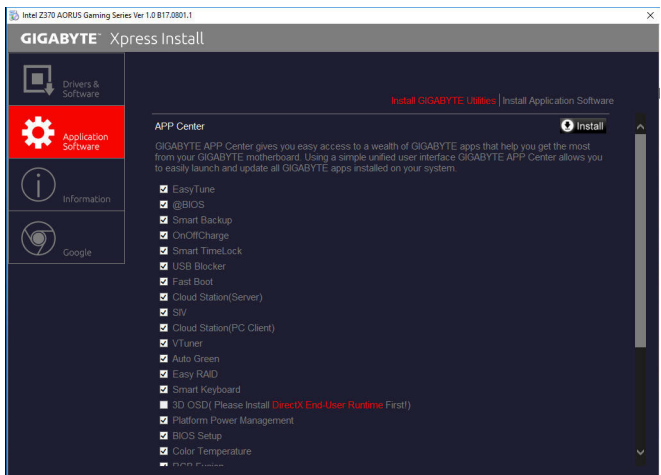 Intel Z370 AORUS Gaming Series Ver 1.0 B17.0801.1
GIGABYTE™ Xpress Install
Drivers &
Software
Application
Software
Information
Google
Install GIGABYTE Utilities | Install Application Software
APP Center
Install
GIGABYTE App Center gives you easy access to a wealth of GIGABYTE apps that help you get the most
from your GIGABYTE motherboard. Using a simple unified user interface GIGABYTE APP Center allows you
to easily launch and update all GIGABYTE apps installed on your system.
EasyTune
@BIOS
Smart Backup
OnOffCharge
Smart TimeLock
USB Blocker
Fast Boot
Cloud Station(Server)
SIV
Cloud Station(PC Client)
VTuner
Auto Green
Easy RAID
Smart Keyboard
3D OSD( Please Install DirectX End-User Runtime First!)
Platform Power Management
BIOS Setup
Color Temperature
RGB Fusion